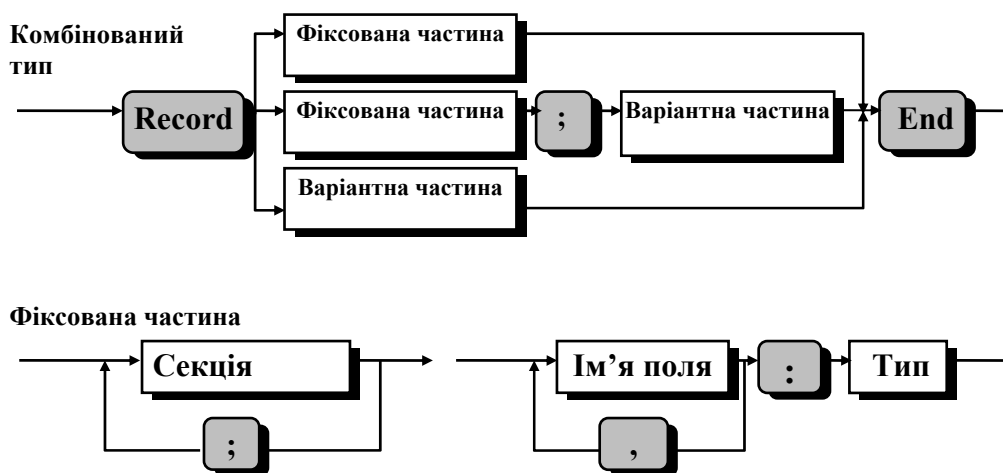 Комбінований
тип
Фіксована частина
Record
Фіксована частина
;
Варіантна частина
End
Варіантна частина
Фіксована частина
Секція
;
Ім’я поля
:
Тип
,